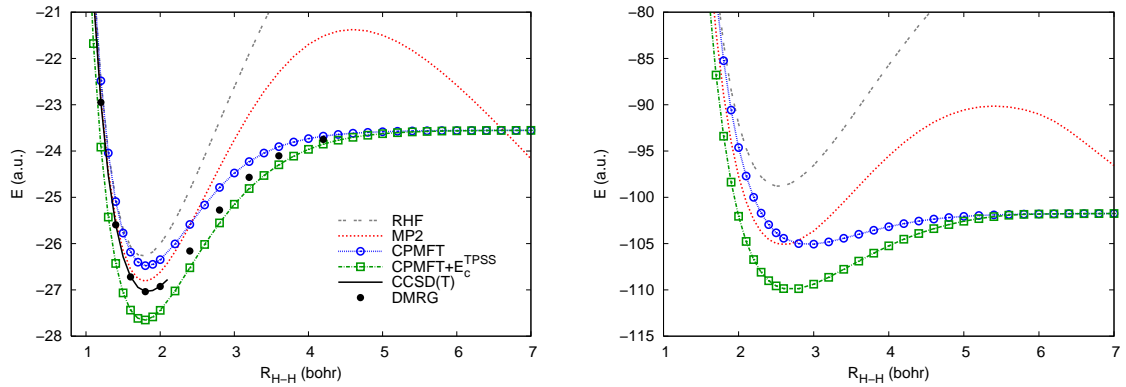 −21
−22
−23
−24
−25
−26
−27
−28
E (a.u.)
1 2 3 4 5 6 7
R_{H−H} (bohr)
RHF
MP2
CPMFT
CPMFT+E_c^{TPSS}
CCSD(T)
DMRG
−80
−85
−90
−95
−100
−105
−110
−115
E (a.u.)
1 2 3 4 5 6 7
R_{H−H} (bohr)